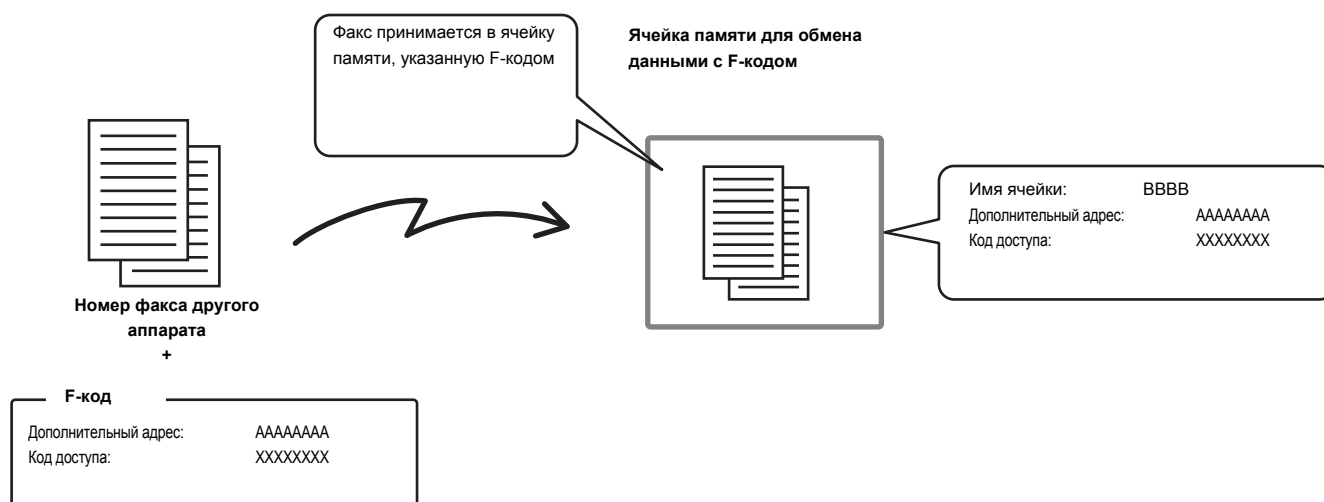 Факс принимается в ячейку
памяти, указанную F-кодом
Ячейка памяти для обмена
данными с F-кодом
Имя ячейки: BBBB
Дополнительный адрес: AAAAAAAA
Код доступа: XXXXXXXX
Номер факса другого
аппарата
+
F-код
Дополнительный адрес: AAAAAAAA
Код доступа: XXXXXXXX